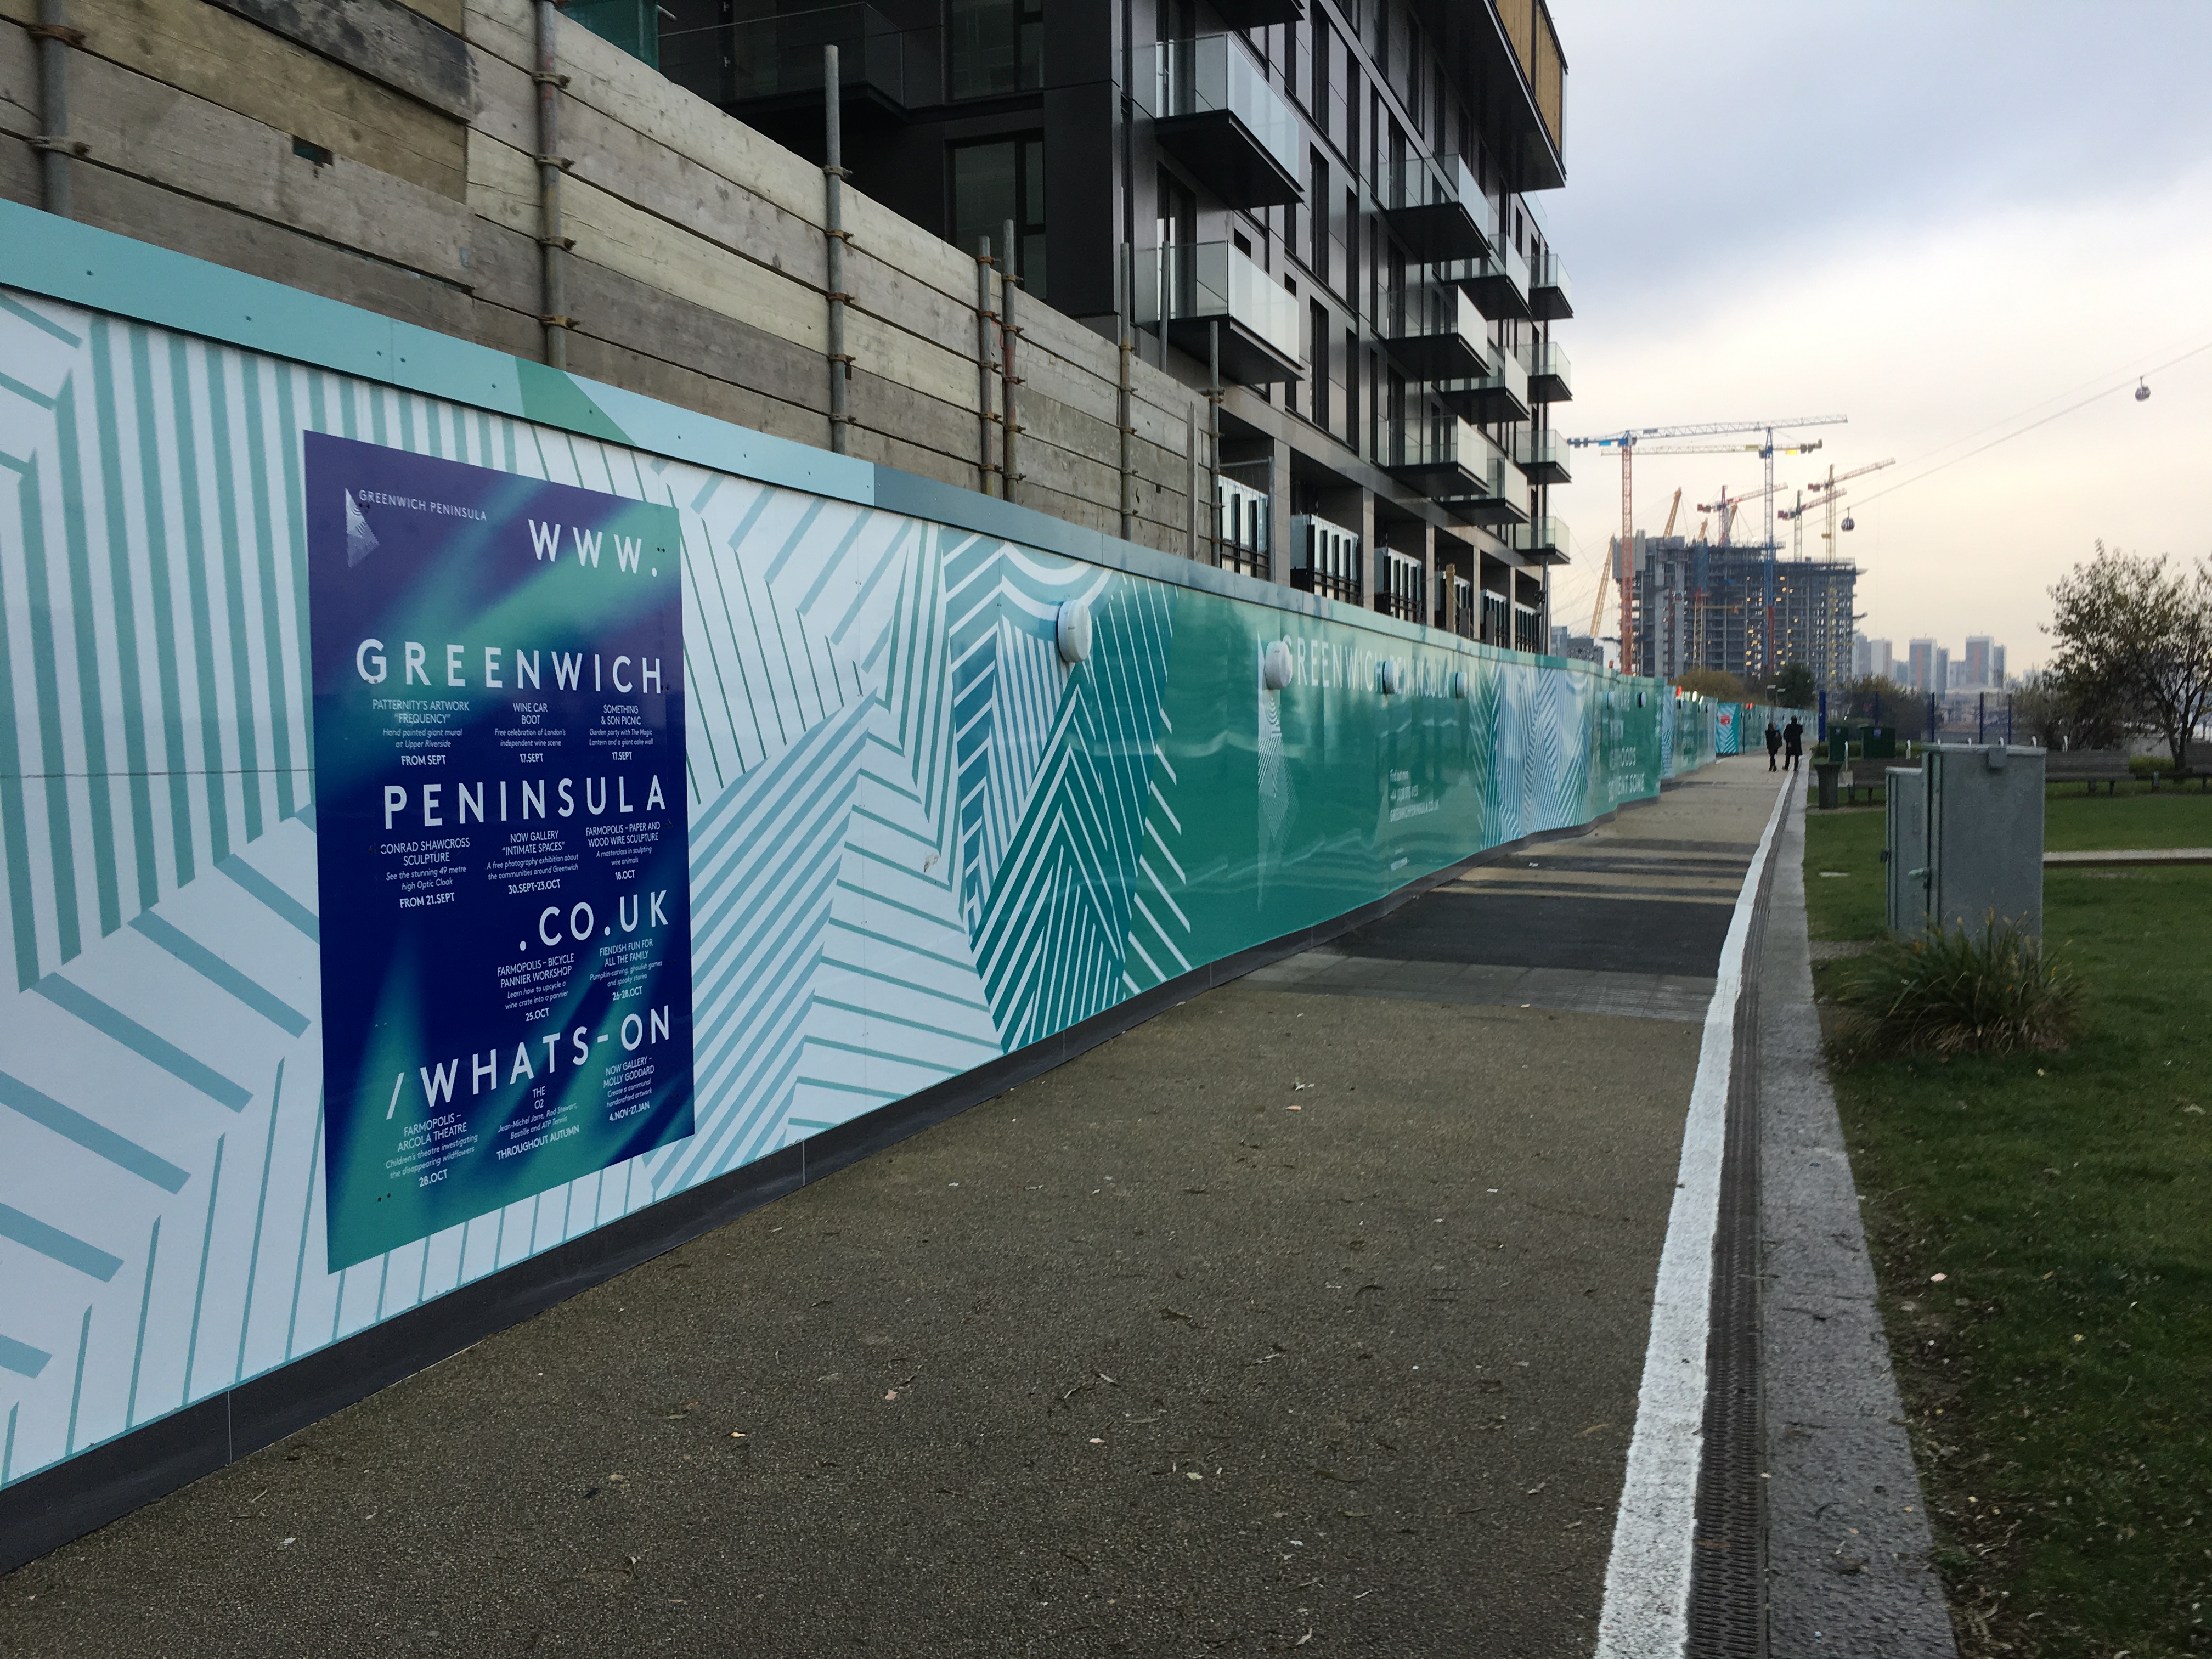 GREENWICH PENINSULA
WWW.
GREENWICH
PATTERNITY'S ARTWORK
"FREQUENCY"
Hand painted giant mural
at Upper Riverside
FROM SEPT
WINE CAR
BOOT
Free celebration of London's
independent wine scene
17.SEPT
SOMETHING
& SON PICNIC
Garden party with The Magic
Lantern and a giant cake wall
17.SEPT
PENINSULA
CONRAD SHAWCROSS
SCULPTURE
See the stunning 49 metre
high Optic Cloak
FROM 21.SEPT
NOW GALLERY
"INTIMATE SPACES"
A free photography exhibition about
the communities around Greenwich
30.SEPT-23.OCT
FARMOPOLIS – PAPER AND
WOOD WIRE SCULPTURE
A masterclass in sculpting
wire animals
18.OCT
.CO.UK
FARMOPOLIS – BICYCLE
PANNIER WORKSHOP
Learn how to upcycle a
wine crate into a pannier
25.OCT
FIENDISH FUN FOR
ALL THE FAMILY
Pumpkin-carving, ghoulish games
and spooky stories
26-28.OCT
/WHATS-ON
FARMOPOLIS –
ARCOLA THEATRE
Children's theatre investigating
the disappearing wildflowers
28.OCT
THE
O2
Jean-Michel Jarre, Rod Stewart,
Bastille and ATP Tennis
THROUGHOUT AUTUMN
NOW GALLERY –
MOLLY GODDARD
Create a communal
handcrafted artwork
4.NOV-27.JAN
GREENWICH PENINSULA
GREENWICHPENINSULA.CO.UK